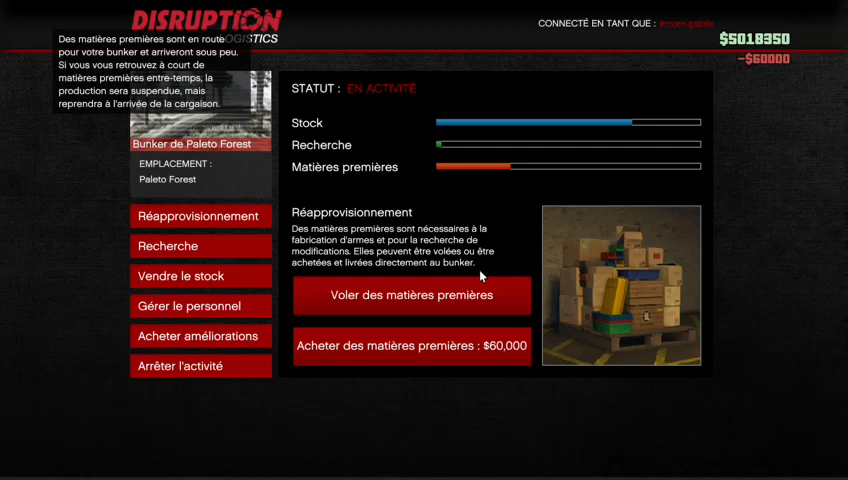 DISRUPTION
LOGISTICS
CONNECTÉ EN TANT QUE : incorruptible
$5018350
-$60000
Des matières premières sont en route
pour votre bunker et arriveront sous peu.
Si vous vous retrouvez à court de
matières premières entre-temps, la
production sera suspendue, mais
reprendra à l'arrivée de la cargaison.
Bunker de Paleto Forest
EMPLACEMENT :
Paleto Forest
Réapprovisionnement
Recherche
Vendre le stock
Gérer le personnel
Acheter améliorations
Arrêter l'activité
STATUT : EN ACTIVITÉ
Stock
Recherche
Matières premières
Réapprovisionnement
Des matières premières sont nécessaires à la
fabrication d'armes et pour la recherche de
modifications. Elles peuvent être volées ou être
achetées et livrées directement au bunker.
Voler des matières premières
Acheter des matières premières : $60,000